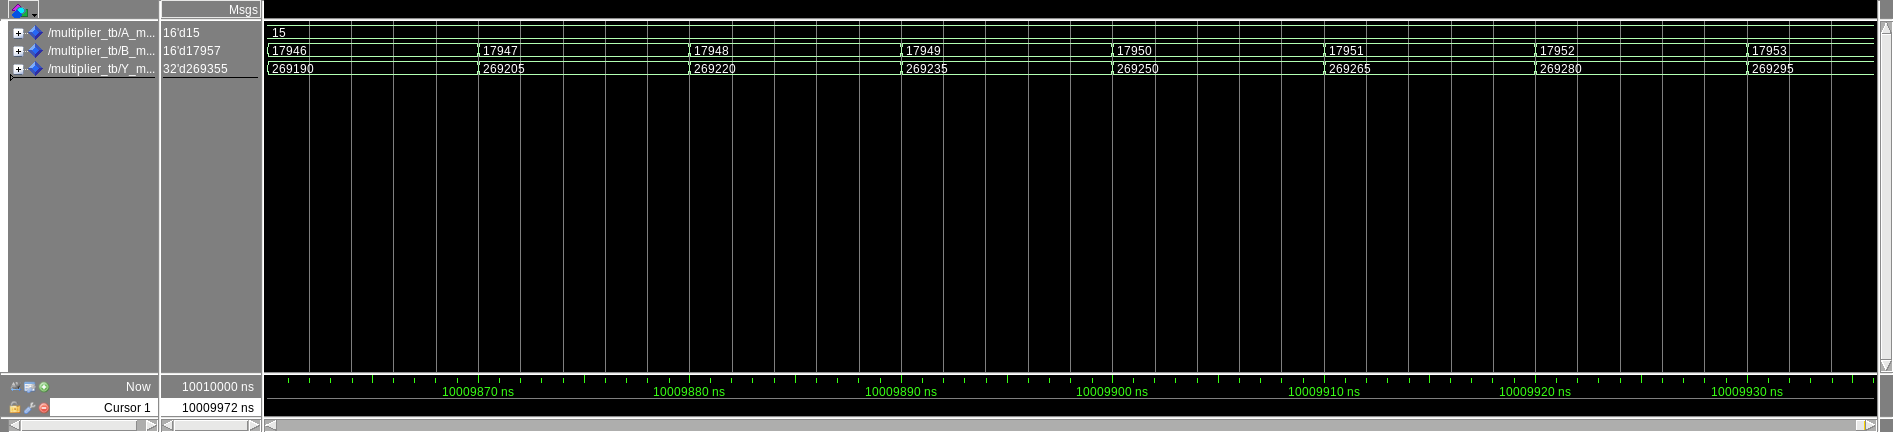 Msgs
/multiplier_tb/A_m... 16'd15 15
/multiplier_tb/B_m... 16'd17957 17946 17947 17948 17949 17950 17951 17952 17953
/multiplier_tb/Y_m... 32'd269355 269190 269205 269220 269235 269250 269265 269280 269295
Now 10010000 ns 10009870 ns 10009880 ns 10009890 ns 10009900 ns 10009910 ns 10009920 ns 10009930 ns
Cursor 1 10009972 ns